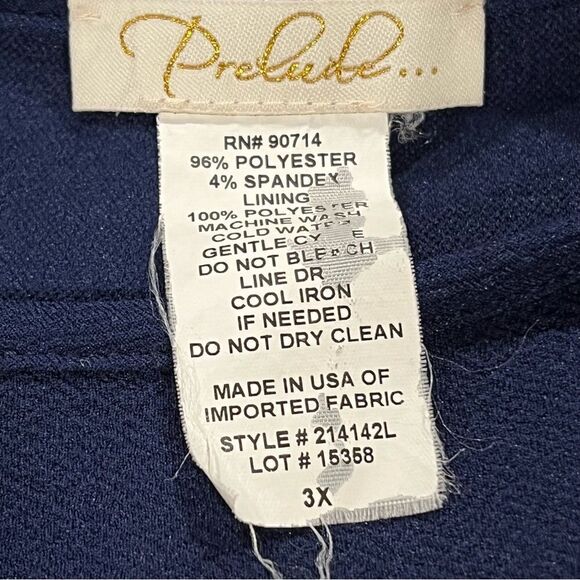 Prelude...
RN# 90714
96% POLYESTER
4% SPANDEX
LINING
100% POLYESTER
MACHINE WASH
COLD WATER
GENTLE CY E
DO NOT BLEACH
LINE DR
COOL IRON
IF NEEDED
DO NOT DRY CLEAN
MADE IN USA OF
IMPORTED FABRIC
STYLE # 214142L
LOT # 15358
3X